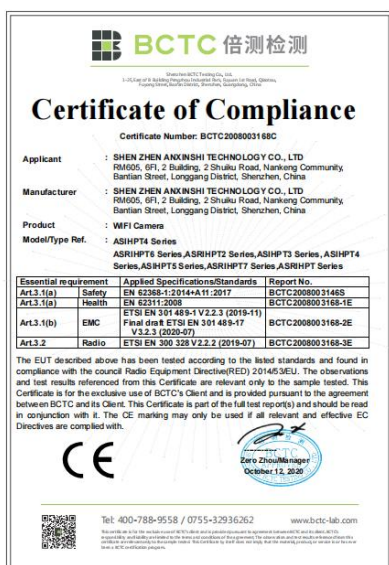 BCTC 倍测检测
Shenzhen BCTC Testing Co., Ltd.
Certificate of Compliance
Certificate Number: BCTC2008003168C
Applicant : SHEN ZHEN ANXINSHI TECHNOLOGY CO., LTD
RM605, 6Fl, 2 Building, 2 Shuiku Road, Nankeng Community,
Bantian Street, Longgang District, Shenzhen, China
Manufacturer : SHEN ZHEN ANXINSHI TECHNOLOGY CO., LTD
RM605, 6Fl, 2 Building, 2 Shuiku Road, Nankeng Community,
Bantian Street, Longgang District, Shenzhen, China
Product : WIFI Camera
Model/Type Ref. : ASIHPT4 Series
ASRIHPT6 Series,ASRIHPT2 Series,ASIHPT3 Series, ASIHPT4
Series,ASIHPT5 Series,ASRIHPT7 Series,ASRIHPT Series
Essential requirement Applied Specifications/Standards Report No.
Art.3.1(a) Safety EN 62368-1:2014+A11:2017 BCTC2008003146S
Art.3.1(a) Health EN 62311:2008 BCTC2008003168-1E
Art.3.1(b) EMC ETSI EN 301 489-1 V2.2.3 (2019-11)
Final draft ETSI EN 301 489-17
V3.2.3 (2020-07) BCTC2008003168-2E
Art.3.2 Radio ETSI EN 300 328 V2.2.2 (2019-07) BCTC2008003168-3E
The EUT described above has been tested according to the listed standards and found in
compliance with the council Radio Equipment Directive(RED) 2014/53/EU. The observations
and test results referenced from this Certificate are relevant only to the sample tested. This
Certificate is for the exclusive use of BCTC's Client and is provided pursuant to the agreement
between BCTC and its Client. This Certificate is part of the full test report(s) and should be read
in conjunction with it. The CE marking may only be used if all relevant and effective EC
Directives are complied with.
CE
BCTC
Zero Zhou/Manager
October 12, 2020
Tel: 400-788-9558 / 0755-32936262 www.bctc-lab.com